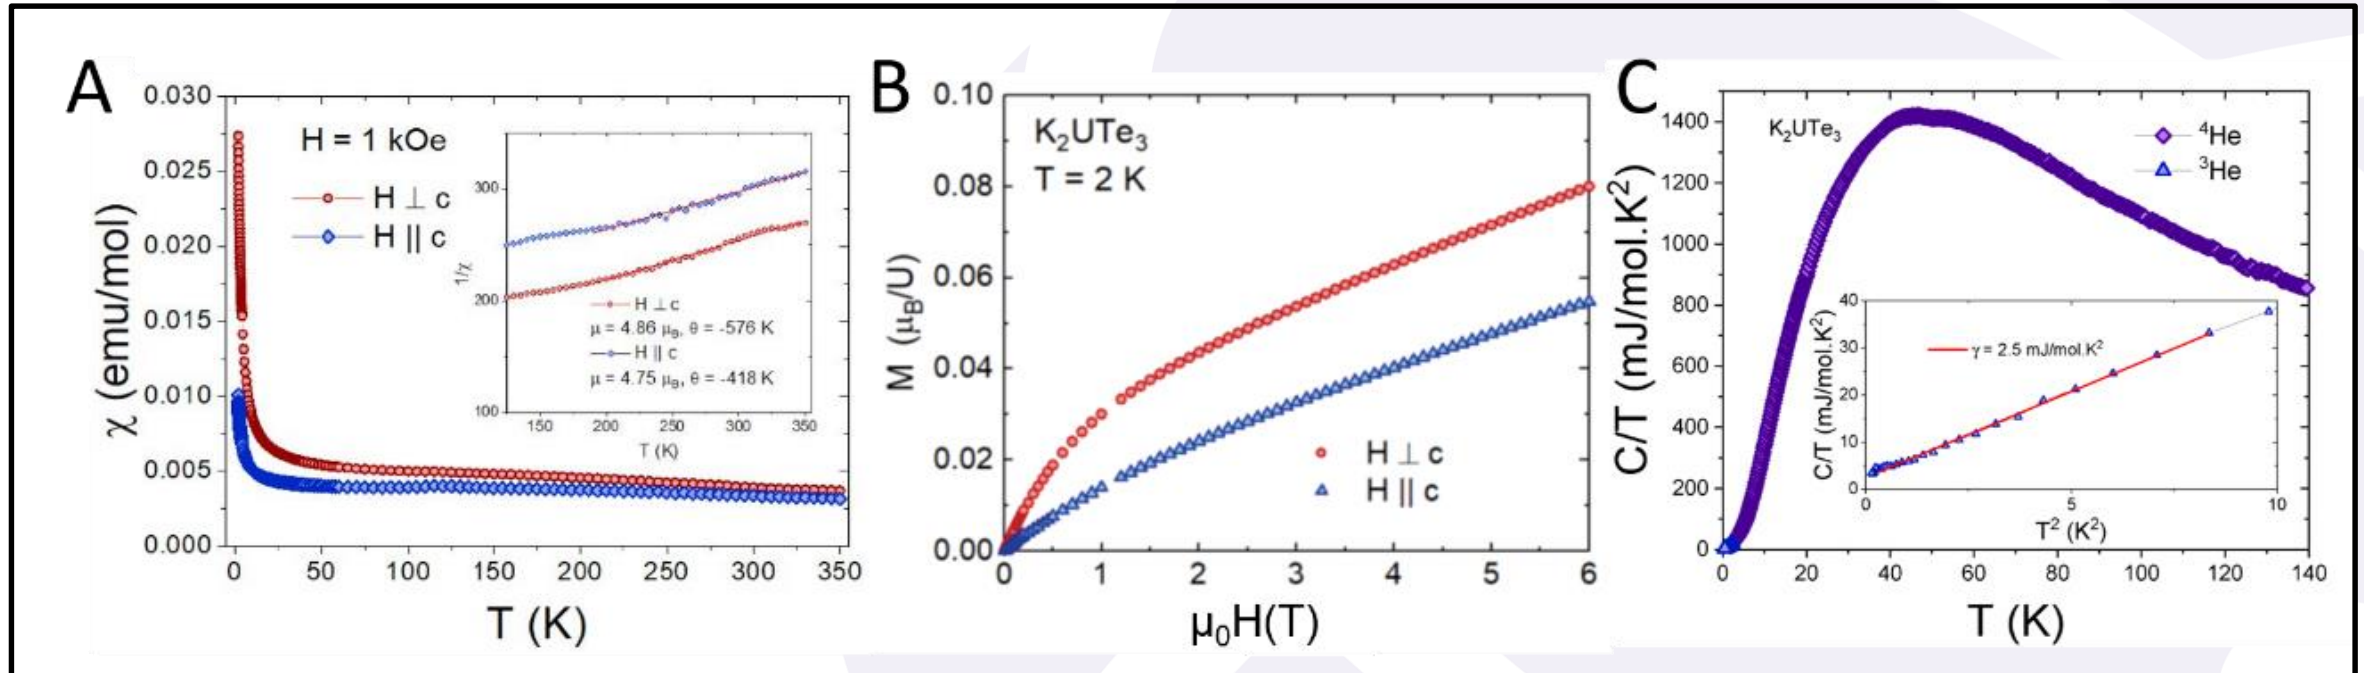 A
χ (emu/mol)
0.030
0.025
0.020
0.015
0.010
0.005
0.000
0 50 100 150 200 250 300 350
T (K)
H = 1 kOe
H ⊥ c
H || c
1/χ
300
200
100
150 200 250 300 350
T (K)
H ⊥ c
μ = 4.86 μB, θ = -576 K
H || c
μ = 4.75 μB, θ = -418 K
B
M (μB/U)
0.10
0.08
0.06
0.04
0.02
0.00
0 1 2 3 4 5 6
μ0H(T)
K2UTe3
T = 2 K
H ⊥ c
H || c
C
C/T (mJ/mol.K²)
1400
1200
1000
800
600
400
200
0
0 20 40 60 80 100 120 140
T (K)
K2UTe3
⁴He
³He
C/T (mJ/mol.K²)
40
30
20
10
0
0 5 10
T² (K²)
γ = 2.5 mJ/mol.K²